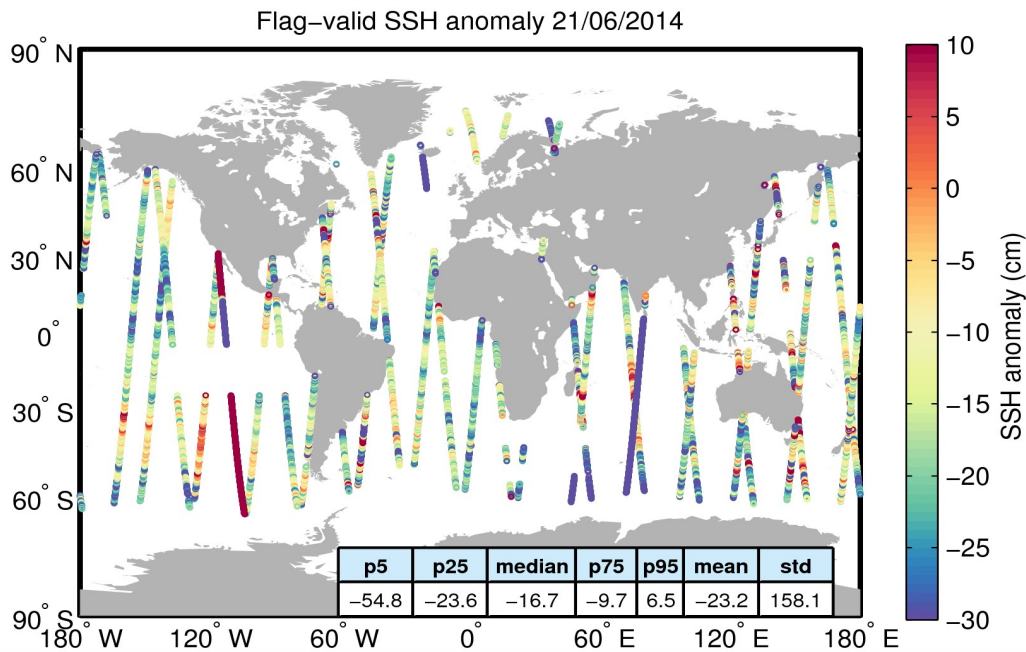 Flag−valid SSH anomaly 21/06/2014
90° N
60° N
30° N
0°
30° S
60° S
90° S
180° W
120° W
60° W
0°
60° E
120° E
180° E
p5 p25 median p75 p95 mean std
−54.8 −23.6 −16.7 −9.7 6.5 −23.2 158.1
10
5
0
−5
−10
−15
−20
−25
−30
SSH anomaly (cm)